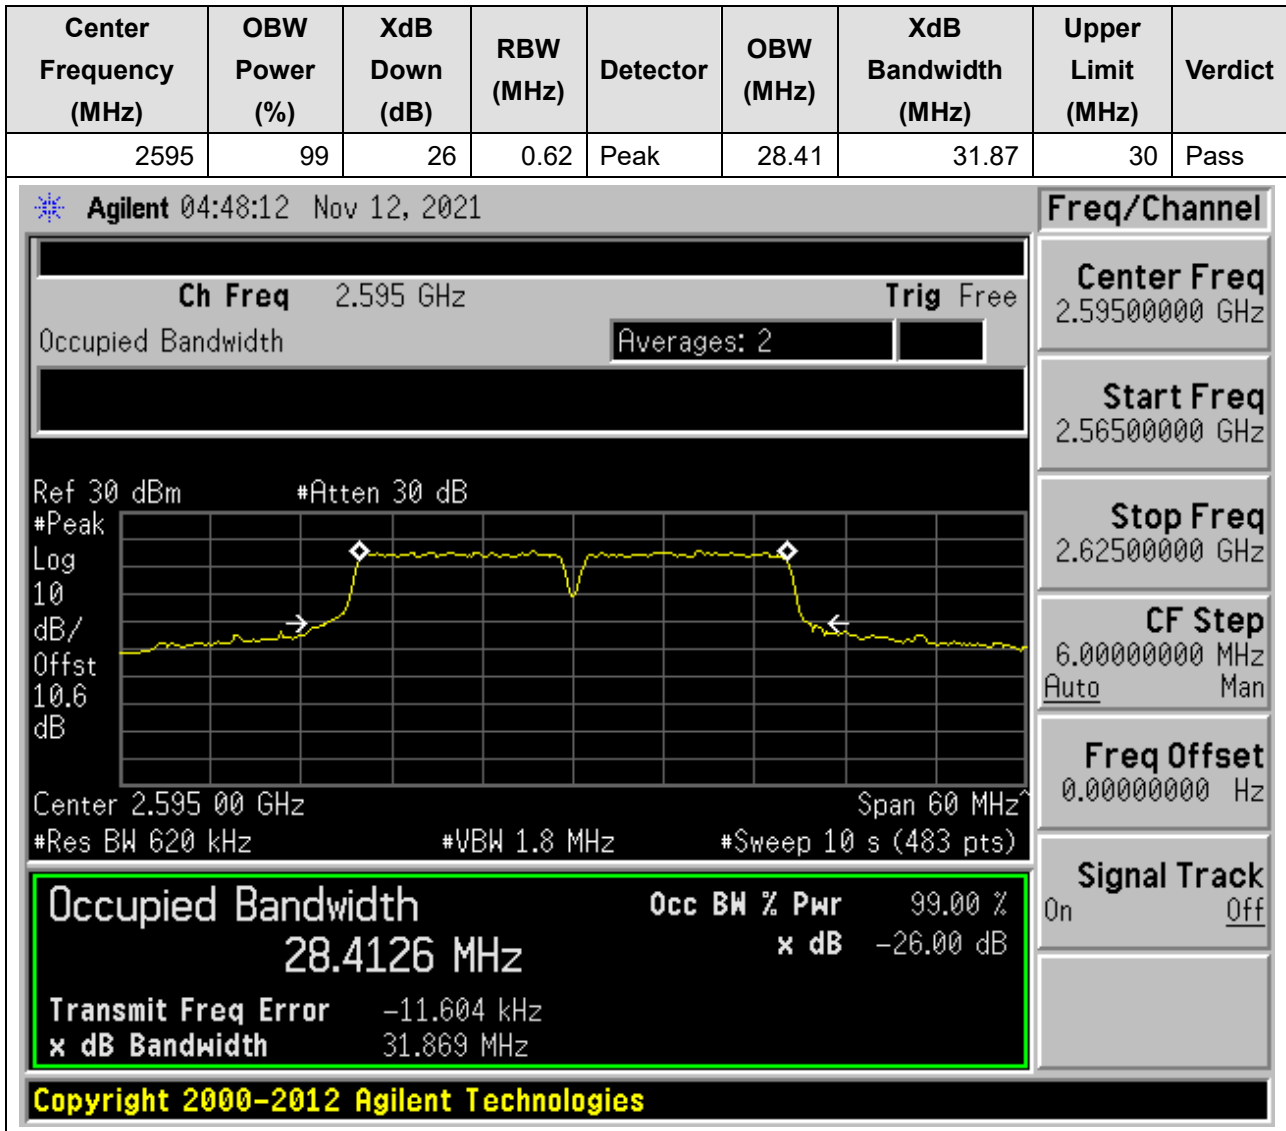 Center Frequency (MHz) OBW Power (%) XdB Down (dB) RBW (MHz) Detector OBW (MHz) XdB Bandwidth (MHz) Upper Limit (MHz) Verdict
2595 99 26 0.62 Peak 28.41 31.87 30 Pass
Agilent 04:48:12 Nov 12, 2021
Freq/Channel
Ch Freq 2.595 GHz Trig Free
Occupied Bandwidth Averages: 2
Center Freq
2.59500000 GHz
Start Freq
2.56500000 GHz
Stop Freq
2.62500000 GHz
CF Step
6.00000000 MHz
Auto Man
Freq Offset
0.00000000 Hz
Signal Track
On Off
Ref 30 dBm #Atten 30 dB
#Peak
Log
10
dB/
Offst
10.6
dB
Center 2.595 00 GHz Span 60 MHz^
#Res BW 620 kHz #VBW 1.8 MHz #Sweep 10 s (483 pts)
Occupied Bandwidth Occ BW % Pwr 99.00 %
28.4126 MHz x dB -26.00 dB
Transmit Freq Error -11.604 kHz
x dB Bandwidth 31.869 MHz
Copyright 2000-2012 Agilent Technologies